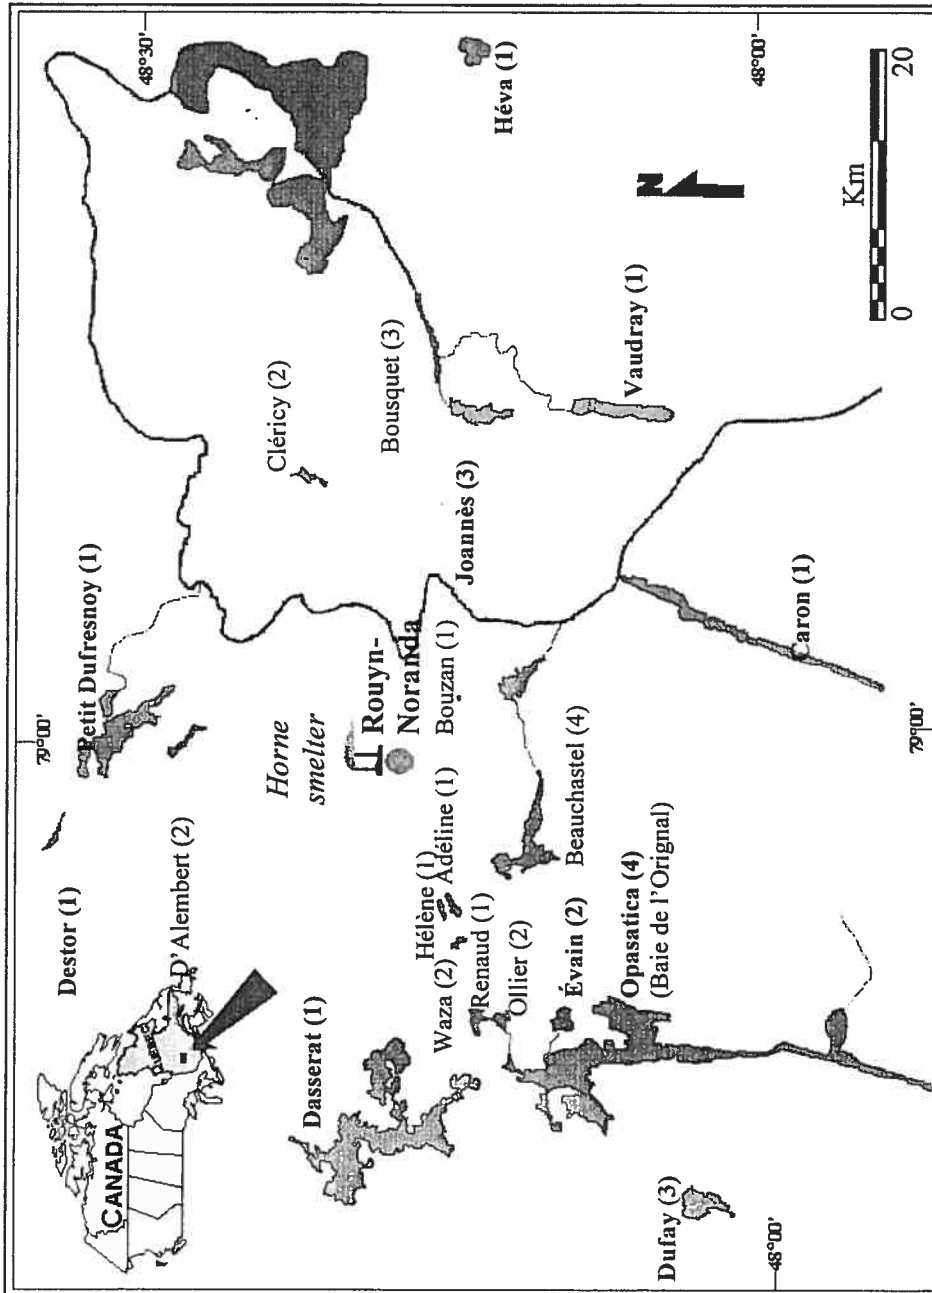 CANADA
QUEBEC
Destor (1)
D'Alembert (2)
79°00'
Petit Dufresnoy (1)
48°30'
Horne
smelter
Rouyn-
Noranda
Cléricy (2)
Dasserat (1)
Waza (2)
Hélène (1)
Adéline (1)
Bouzan (1)
Joannès (3)
Bousquet (3)
Héva (1)
Renaud (1)
Ollier (2)
Évain (2)
Beauchastel (4)
Opasatica (4)
(Baie de l'Orignal)
Vaudray (1)
N
Dufay (3)
Caron (1)
48°00'
48°00'
79°00'
Km
0
20